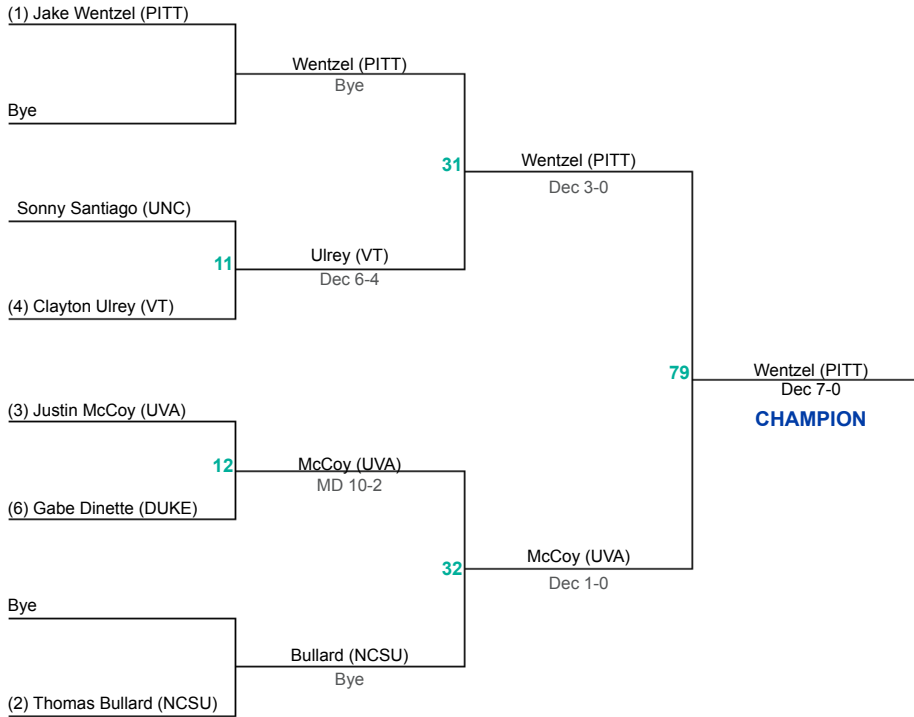 (1) Jake Wentzel (PITT)
Wentzel (PITT)
Bye
Bye
31
Wentzel (PITT)
Dec 3-0
Sonny Santiago (UNC)
11
Ulrey (VT)
Dec 6-4
(4) Clayton Ulrey (VT)
79
Wentzel (PITT)
Dec 7-0
CHAMPION
(3) Justin McCoy (UVA)
12
McCoy (UVA)
MD 10-2
(6) Gabe Dinette (DUKE)
32
McCoy (UVA)
Dec 1-0
Bye
Bullard (NCSU)
Bye
(2) Thomas Bullard (NCSU)